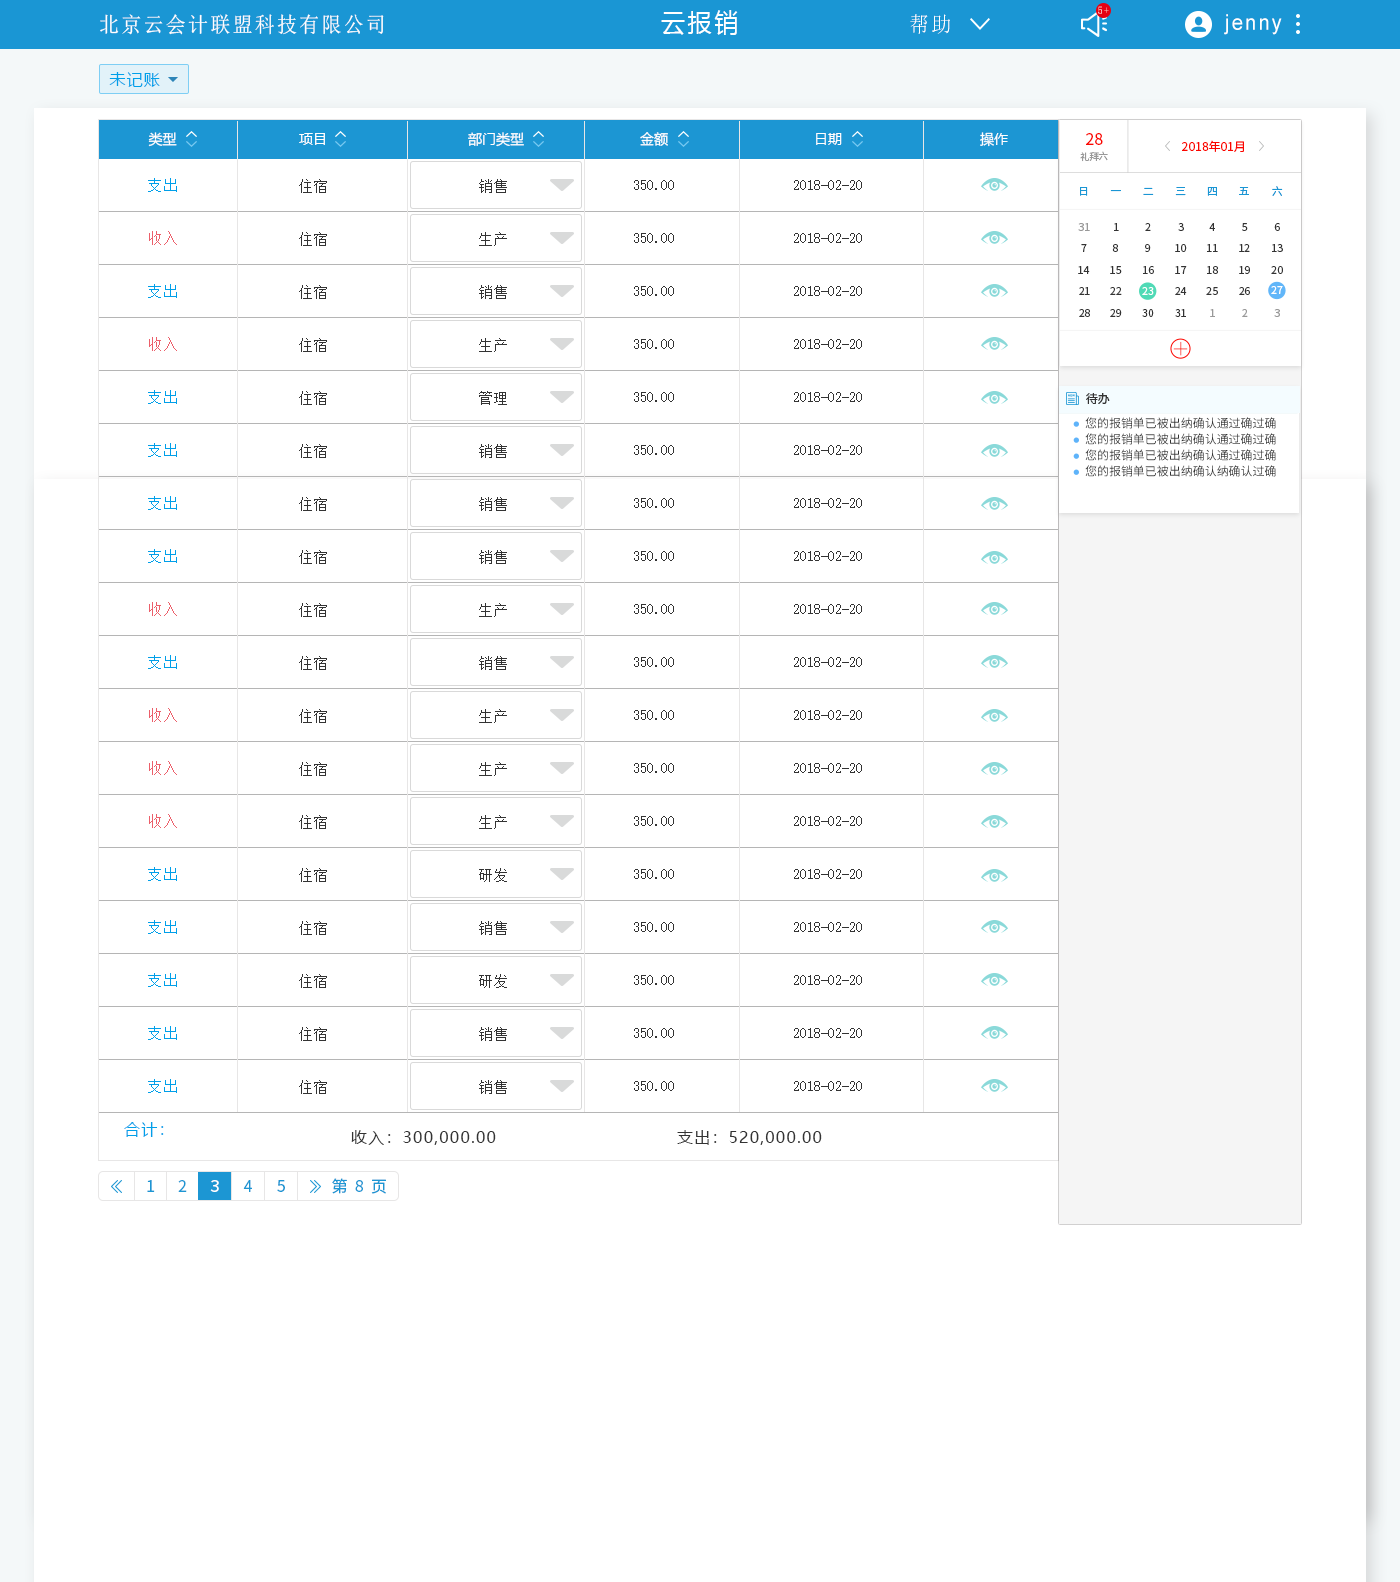 北京云会计联盟科技有限公司 云报销 帮助 5+ jenny
未记账
类型 项目 部门类型 金额 日期 操作
支出 住宿 销售 350.00 2018-02-20
收入 住宿 生产 350.00 2018-02-20
支出 住宿 销售 350.00 2018-02-20
收入 住宿 生产 350.00 2018-02-20
支出 住宿 管理 350.00 2018-02-20
支出 住宿 销售 350.00 2018-02-20
支出 住宿 销售 350.00 2018-02-20
支出 住宿 销售 350.00 2018-02-20
收入 住宿 生产 350.00 2018-02-20
支出 住宿 销售 350.00 2018-02-20
收入 住宿 生产 350.00 2018-02-20
收入 住宿 生产 350.00 2018-02-20
收入 住宿 生产 350.00 2018-02-20
支出 住宿 研发 350.00 2018-02-20
支出 住宿 销售 350.00 2018-02-20
支出 住宿 研发 350.00 2018-02-20
支出 住宿 销售 350.00 2018-02-20
支出 住宿 销售 350.00 2018-02-20
合计： 收入：300,000.00 支出：520,000.00
« 1 2 3 4 5 » 第 8 页
28
礼拜六
2018年01月
日 一 二 三 四 五 六
31 1 2 3 4 5 6
7 8 9 10 11 12 13
14 15 16 17 18 19 20
21 22 23 24 25 26 27
28 29 30 31 1 2 3
待办
您的报销单已被出纳确认通过确过确
您的报销单已被出纳确认通过确过确
您的报销单已被出纳确认通过确过确
您的报销单已被出纳确认纳确认过确